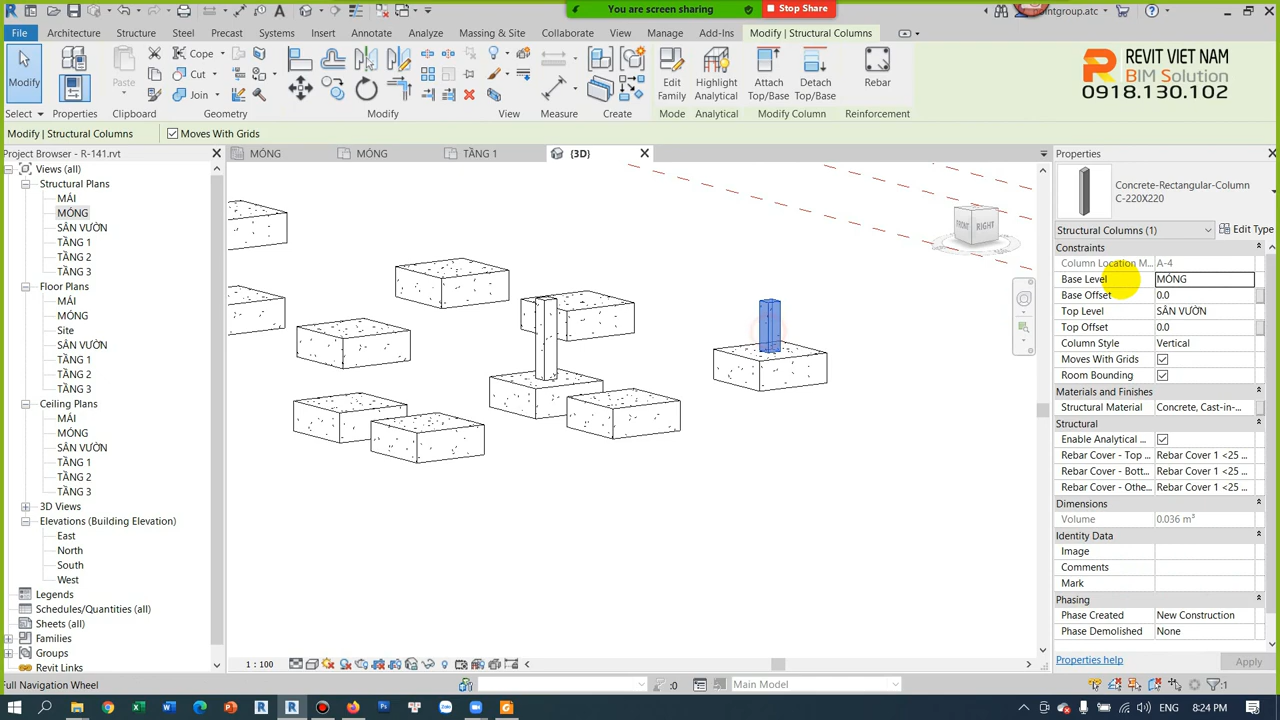 You are screen sharing
Stop Share
File
Architecture
Structure
Steel
Precast
Systems
Insert
Annotate
Analyze
Massing & Site
Collaborate
View
Manage
Add-Ins
Modify | Structural Columns
Modify
Paste
Cope
Cut
Join
Edit
Family
Highlight
Analytical
Attach
Top/Base
Detach
Top/Base
Rebar
Select
Properties
Clipboard
Geometry
Modify
View
Measure
Create
Mode
Analytical
Modify Column
Reinforcement
REVIT VIET NAM
BIM Solution
0918.130.102
Modify | Structural Columns
Moves With Grids
Project Browser - R-141.rvt
MÓNG
MÓNG
TẦNG 1
{3D}
Properties
Views (all)
Structural Plans
MÁI
MÓNG
SÂN VƯỜN
TẦNG 1
TẦNG 2
TẦNG 3
Floor Plans
MÁI
MÓNG
Site
SÂN VƯỜN
TẦNG 1
TẦNG 2
TẦNG 3
Ceiling Plans
MÁI
MÓNG
SÂN VƯỜN
TẦNG 1
TẦNG 2
TẦNG 3
3D Views
Elevations (Building Elevation)
East
North
South
West
Legends
Schedules/Quantities (all)
Sheets (all)
Families
Groups
Revit Links
FRONT
RIGHT
Concrete-Rectangular-Column
C-220X220
Structural Columns (1)
Edit Type
Constraints
Column Location M... A-4
Base Level MÓNG
Base Offset 0.0
Top Level SÂN VƯỜN
Top Offset 0.0
Column Style Vertical
Moves With Grids
Room Bounding
Materials and Finishes
Structural Material Concrete, Cast-in-...
Structural
Enable Analytical ...
Rebar Cover - Top ... Rebar Cover 1 <25 ...
Rebar Cover - Bott... Rebar Cover 1 <25 ...
Rebar Cover - Othe... Rebar Cover 1 <25 ...
Dimensions
Volume 0.036 m³
Identity Data
Image
Comments
Mark
Phasing
Phase Created New Construction
Phase Demolished None
Properties help
Apply
1 : 100
Full Navigation Wheel
:0
Main Model
:1
ENG
8:24 PM